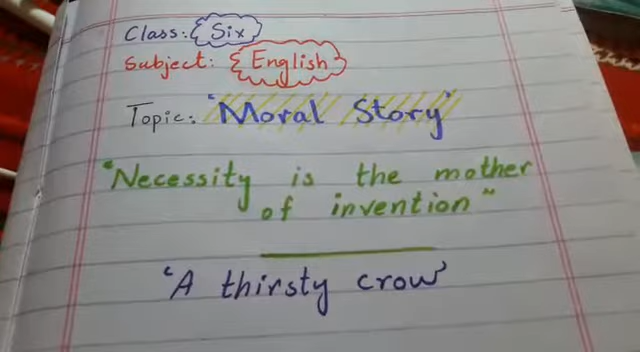 Class: Six
Subject: English
Topic: "Moral Story"
"Necessity is the mother
of invention"
'A thirsty crow'